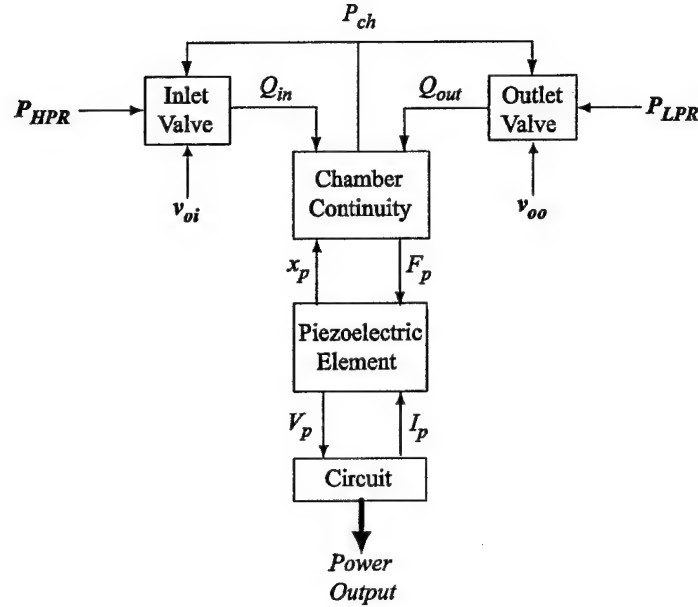 P_ch
Inlet
Valve
Q_in
Q_out
Outlet
Valve
P_HPR
P_LPR
v_oi
v_oo
Chamber
Continuity
x_p
F_p
Piezoelectric
Element
V_p
I_p
Circuit
Power
Output